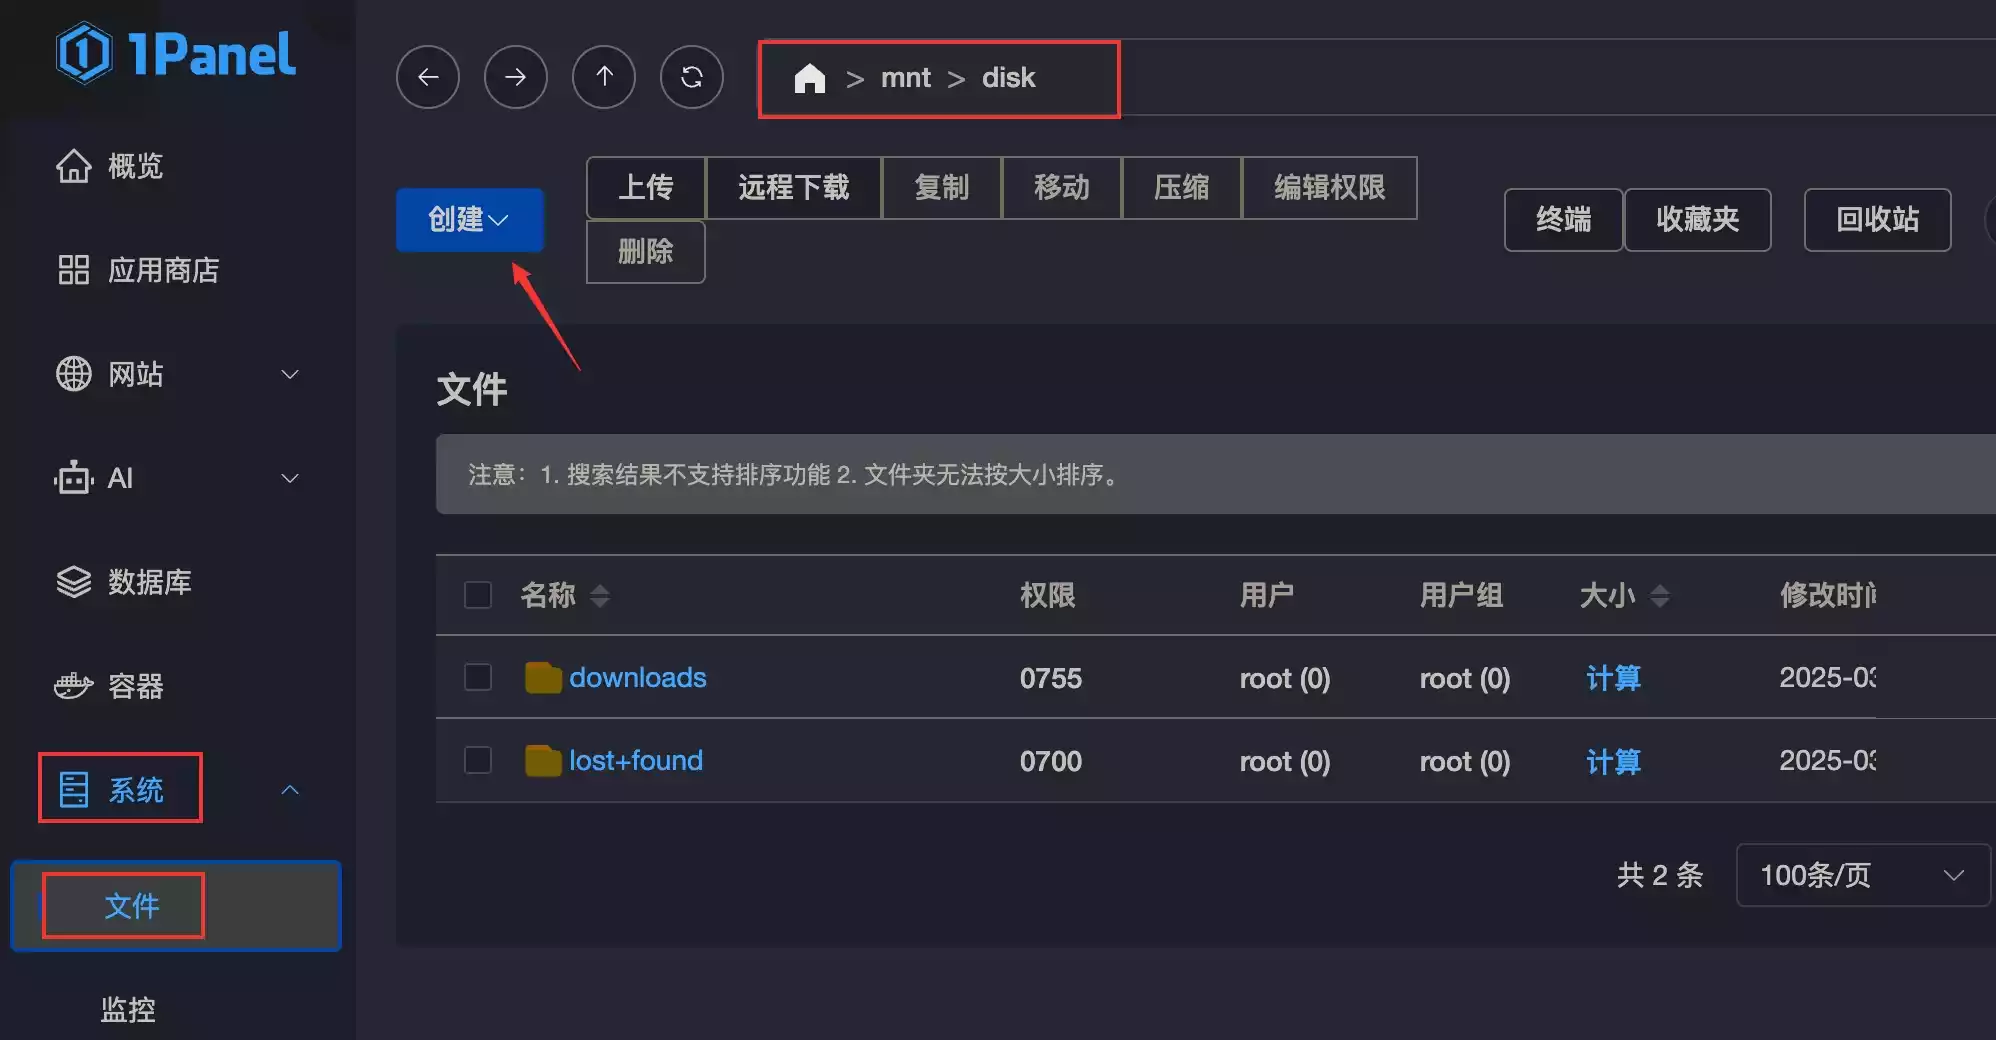 1Panel
> mnt > disk
概览
上传 远程下载 复制 移动 压缩 编辑权限
创建
终端 收藏夹 回收站
删除
应用商店
网站
文件
AI
注意：1. 搜索结果不支持排序功能 2. 文件夹无法按大小排序。
数据库
名称 权限 用户 用户组 大小 修改时
容器
downloads 0755 root (0) root (0) 计算 2025-03
lost+found 0700 root (0) root (0) 计算 2025-03
系统
共 2 条 100条/页
文件
监控